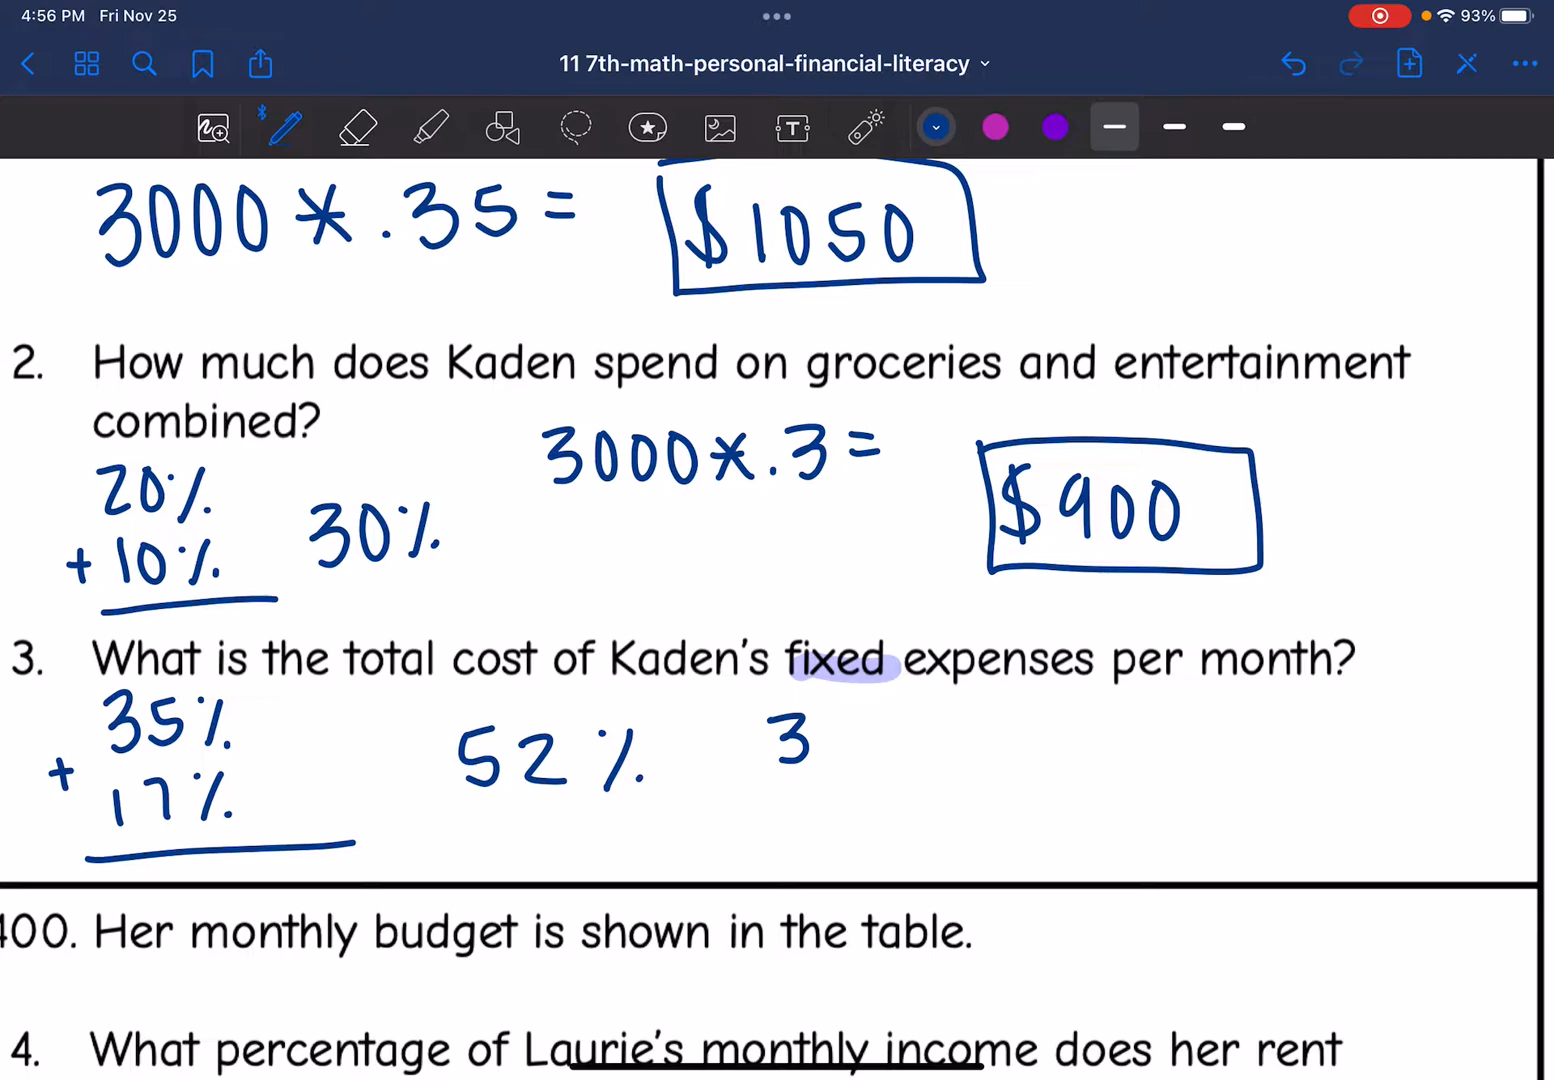 4:56 PM Fri Nov 25
93%
11 7th-math-personal-financial-literacy
T
3000 * .35 = $1050
2. How much does Kaden spend on groceries and entertainment
combined?
3000 * .3 =
$900
20%
30%
+ 10%
3. What is the total cost of Kaden's fixed expenses per month?
35%
52% 3
+
17%
400. Her monthly budget is shown in the table.
4. What percentage of Laurie's monthly income does her rent